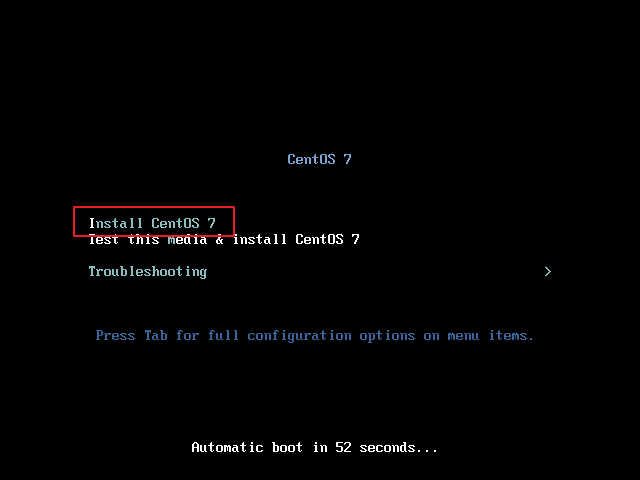 CentOS 7
Install CentOS 7
Test this media & install CentOS 7
Troubleshooting >
Press Tab for full configuration options on menu items.
Automatic boot in 52 seconds...